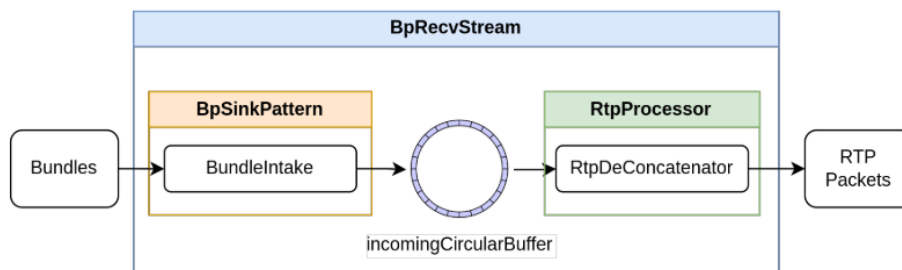 BpRecvStream
BpSinkPattern
RtpProcessor
Bundles
BundleIntake
RtpDeConcatenator
RTP
Packets
incomingCircularBuffer